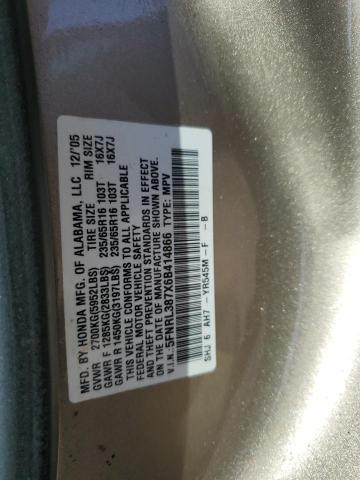 MFD. BY HONDA MFG. OF ALABAMA, LLC 12/'05
GVWR 2700KG(5952LBS) TIRE SIZE RIM SIZE
GAWR F 1285KG(2833LBS) 235/65R16 103T 16X7J
GAWR R 1450KG(3197LBS) 235/65R16 103T 16X7J
THIS VEHICLE CONFORMS TO ALL APPLICABLE
FEDERAL MOTOR VEHICLE SAFETY
AND THEFT PREVENTION STANDARDS IN EFFECT
ON THE DATE OF MANUFACTURE SHOWN ABOVE.
V.I.N.:5FNRL387X6B414866 TYPE: MPV
SHJ 6 AH7 - YR545M - F - B